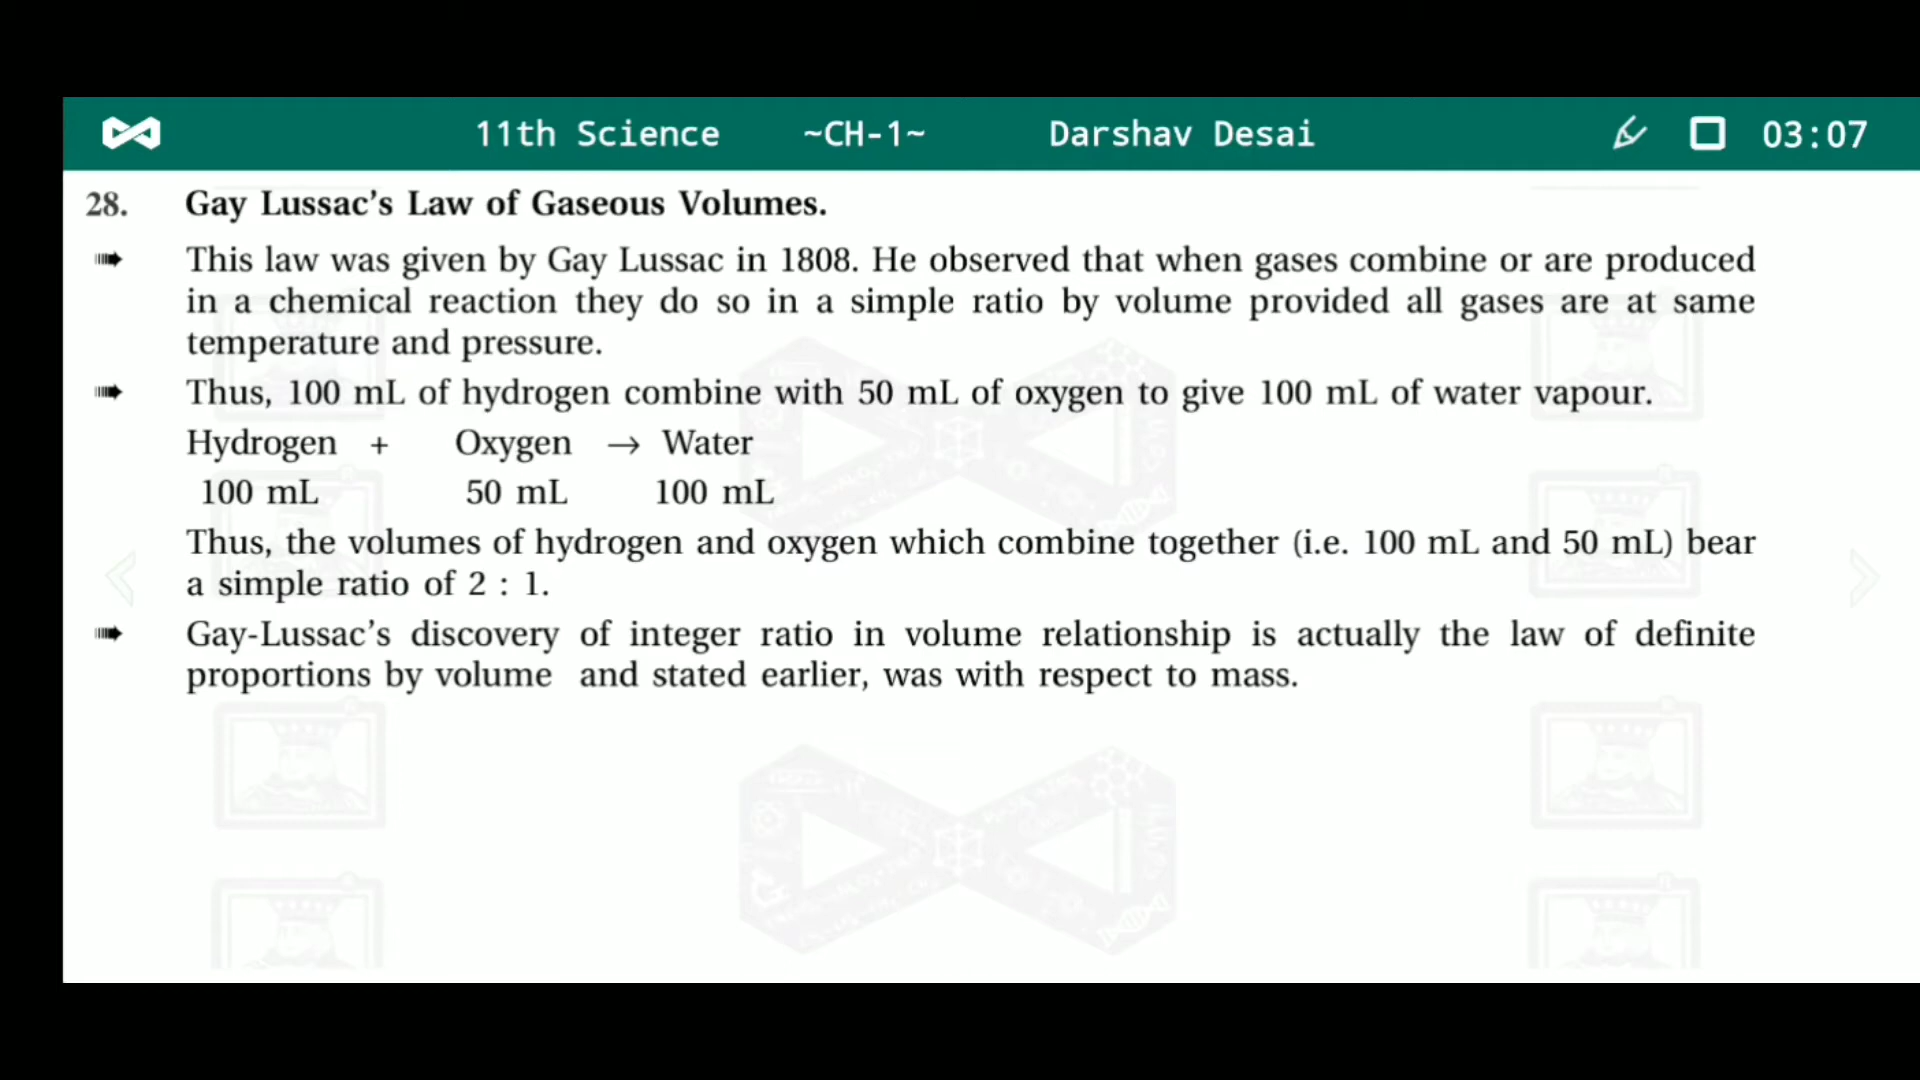 11th Science ~CH-1~ Darshav Desai 03:07
28. Gay Lussac's Law of Gaseous Volumes.
This law was given by Gay Lussac in 1808. He observed that when gases combine or are produced
in a chemical reaction they do so in a simple ratio by volume provided all gases are at same
temperature and pressure.
Thus, 100 mL of hydrogen combine with 50 mL of oxygen to give 100 mL of water vapour.
Hydrogen + Oxygen → Water
100 mL 50 mL 100 mL
Thus, the volumes of hydrogen and oxygen which combine together (i.e. 100 mL and 50 mL) bear
a simple ratio of 2 : 1.
Gay-Lussac's discovery of integer ratio in volume relationship is actually the law of definite
proportions by volume and stated earlier, was with respect to mass.